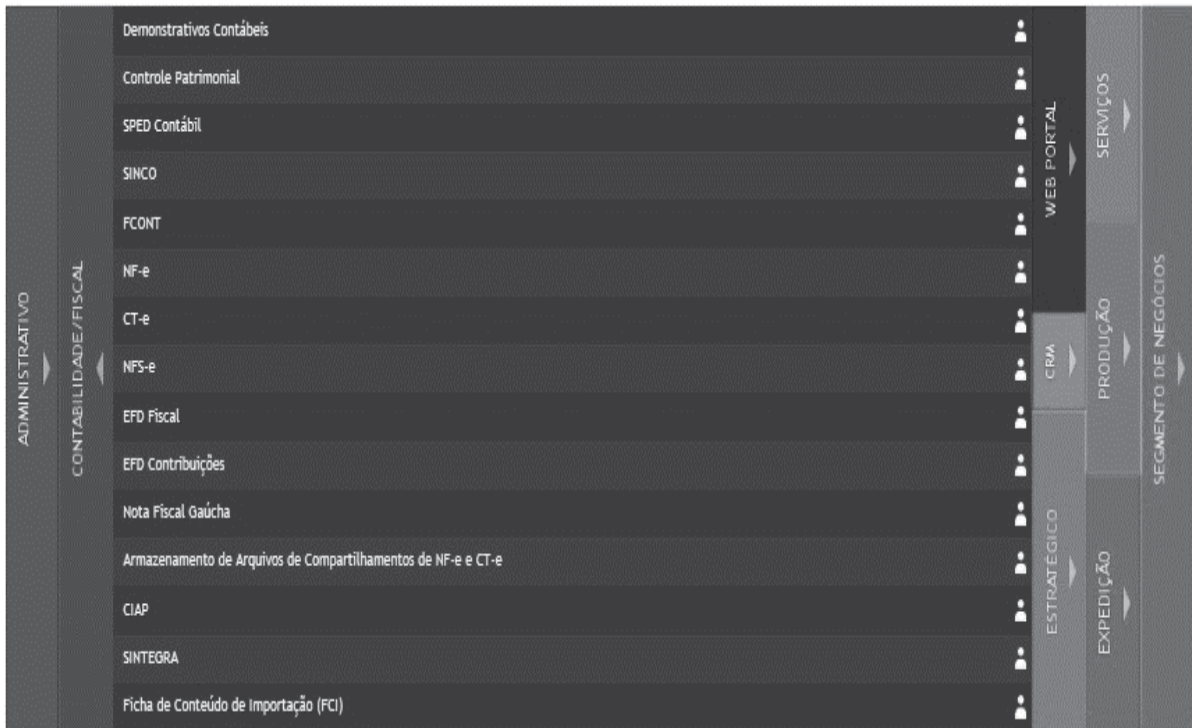 ADMINISTRATIVO
CONTABILIDADE/FISCAL
Demonstrativos Contábeis
Controle Patrimonial
SPED Contábil
SINCO
FCONT
NF-e
CT-e
NFS-e
EFD Fiscal
EFD Contribuições
Nota Fiscal Gaúcha
Armazenamento de Arquivos de Compartilhamentos de NF-e e CT-e
CIAP
SINTEGRA
Ficha de Conteúdo de Importação (FCI)
WEB PORTAL
CRM
ESTRATÉGICO
SERVIÇOS
PRODUÇÃO
EXPEDIÇÃO
SEGMENTO DE NEGÓCIOS